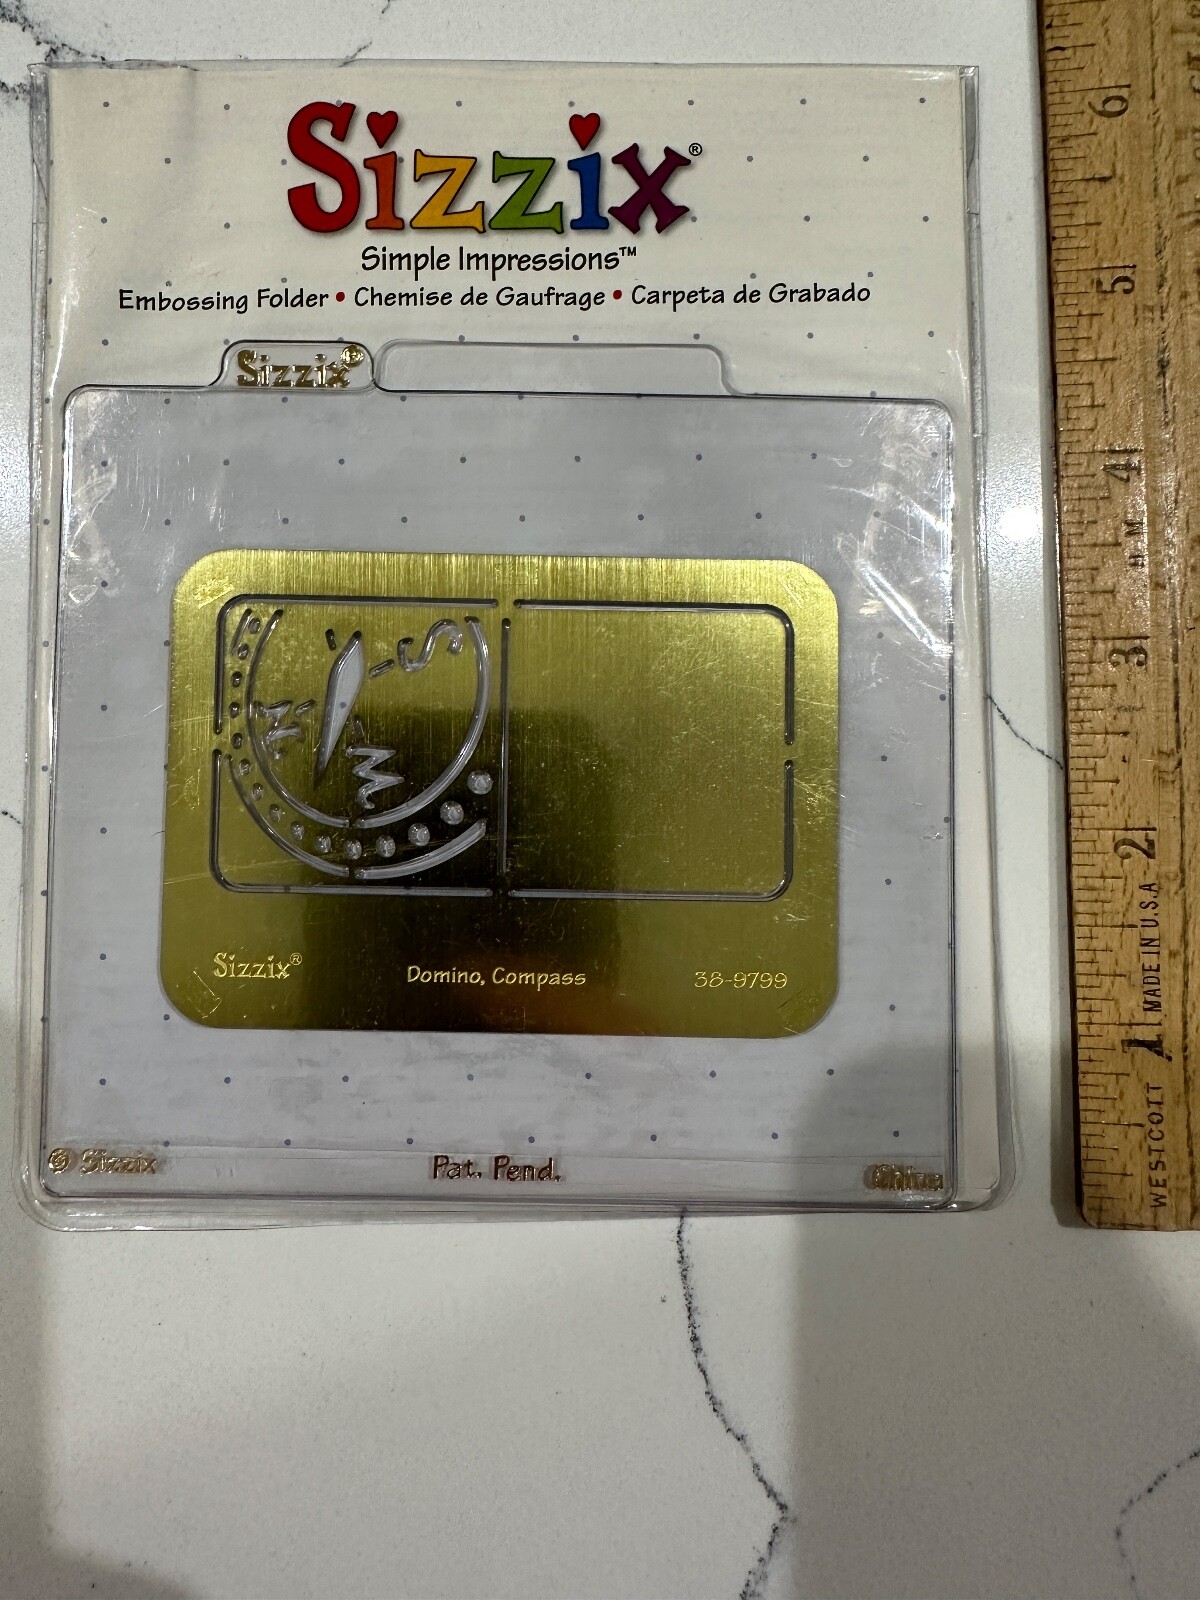 Sizzix®
Simple Impressions™
Embossing Folder • Chemise de Gaufrage • Carpeta de Grabado
Sizzix®
S
N
W
Sizzix®
Domino, Compass
38-9799
© Sizzix
Pat. Pend.
China
6
5
4
3
2
1
MADE IN U.S.A
WESTCOTT